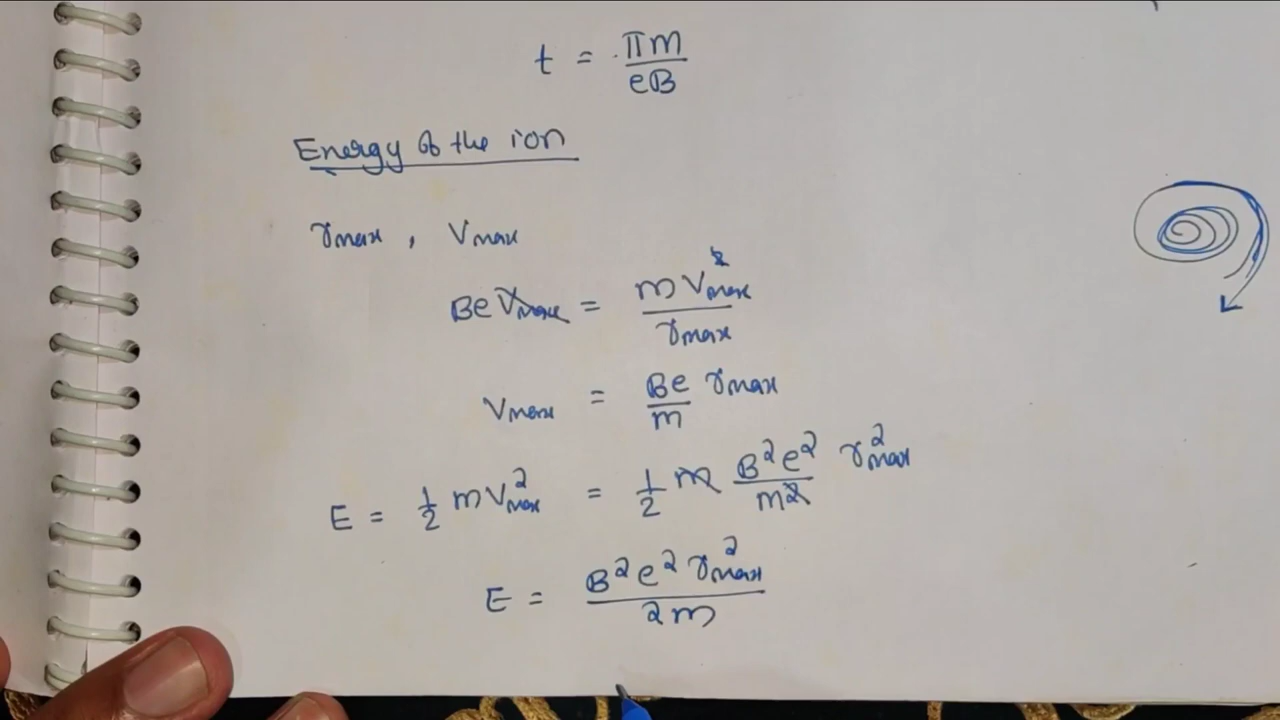 t = πm/eB
Energy of the ion
rmax , Vmax
BeVmax = mV²max/rmax
Vmax = Be/m rmax
E = 1/2 mV²max = 1/2 m B²e²/m² r²max
E = B²e²r²max/2m